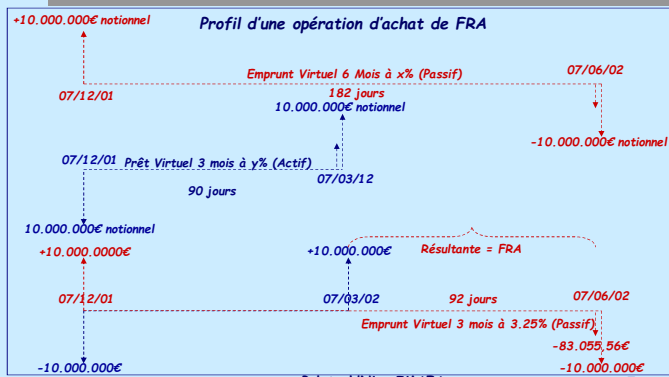 Profil d'une opération d'achat de FRA
+10.000.000€ notionnel
Emprunt Virtuel 6 Mois à x% (Passif)
07/06/02
07/12/01
182 jours
10.000.000€ notionnel
-10.000.000€ notionnel
07/12/01
Prêt Virtuel 3 mois à y% (Actif)
07/03/12
90 jours
10.000.000€ notionnel
+10.000.0000€
+10.000.000€
Résultante = FRA
07/12/01
07/03/02
92 jours
07/06/02
Emprunt Virtuel 3 mois à 3.25% (Passif)
-83.055,56€
-10.000.000€
-10.000.000€